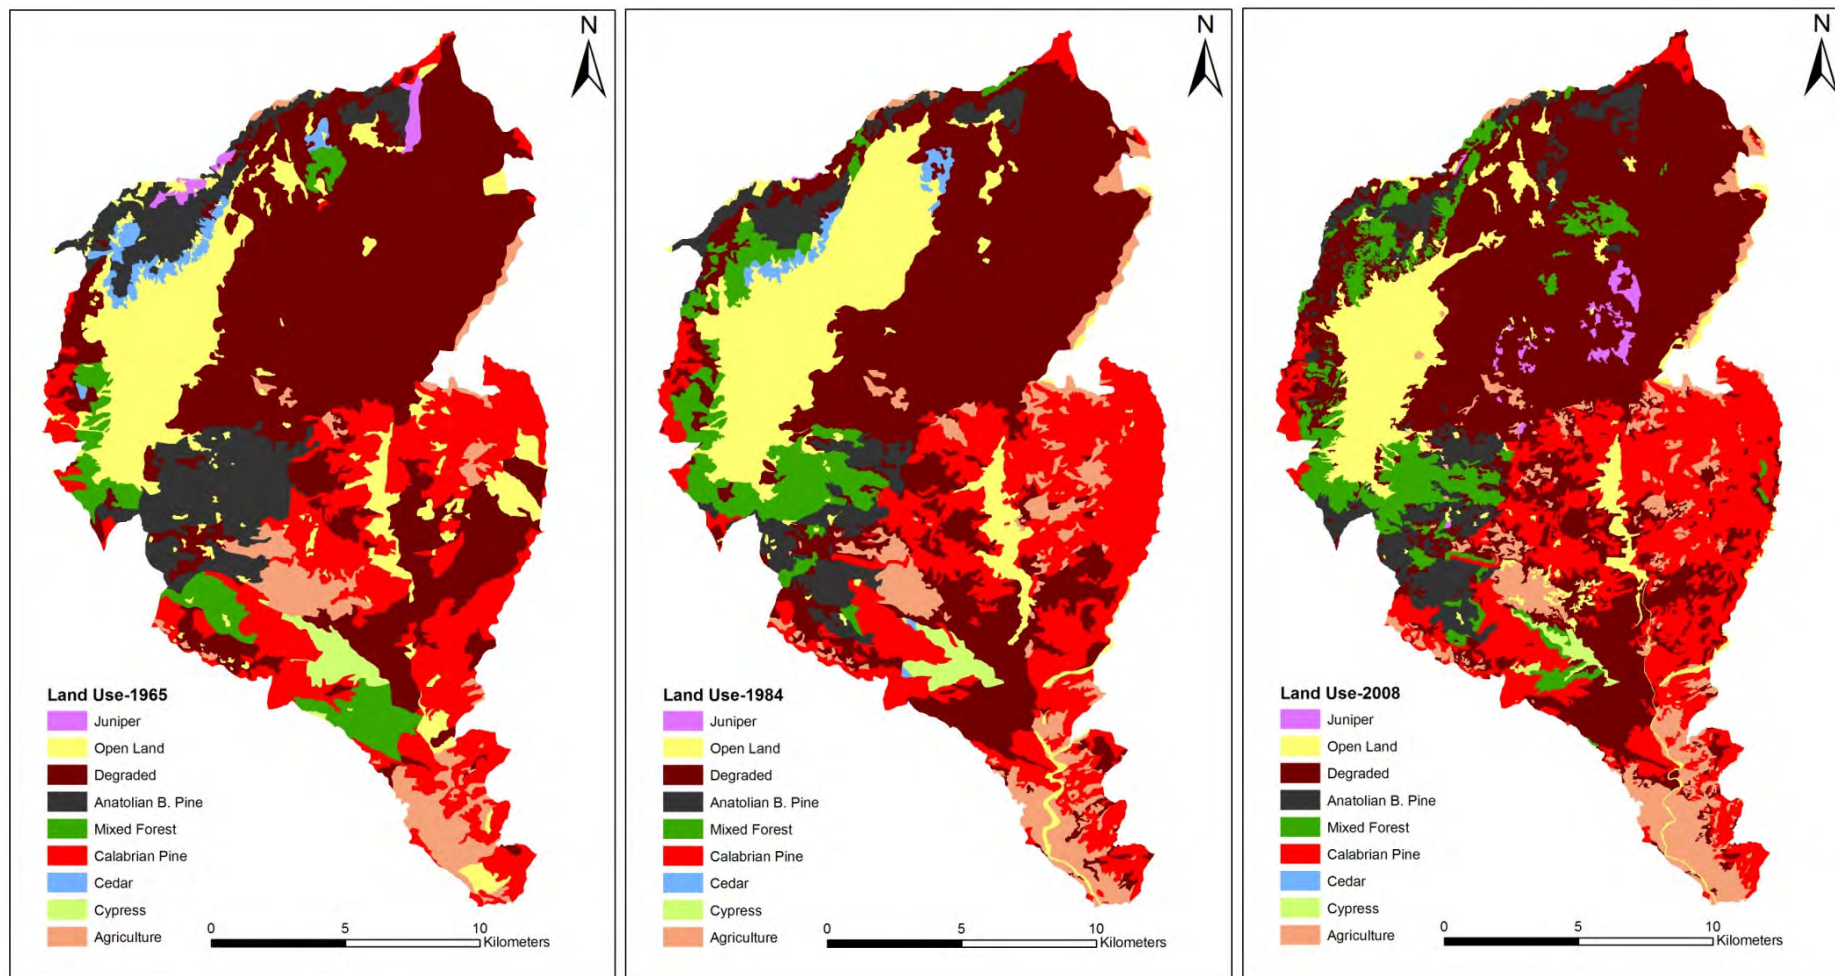 N
Land Use-1965
Juniper
Open Land
Degraded
Anatolian B. Pine
Mixed Forest
Calabrian Pine
Cedar
Cypress
Agriculture
0 5 10
Kilometers
N
Land Use-1984
Juniper
Open Land
Degraded
Anatolian B. Pine
Mixed Forest
Calabrian Pine
Cedar
Cypress
Agriculture
0 5 10
Kilometers
N
Land Use-2008
Juniper
Open Land
Degraded
Anatolian B. Pine
Mixed Forest
Calabrian Pine
Cedar
Cypress
Agriculture
0 5 10
Kilometers